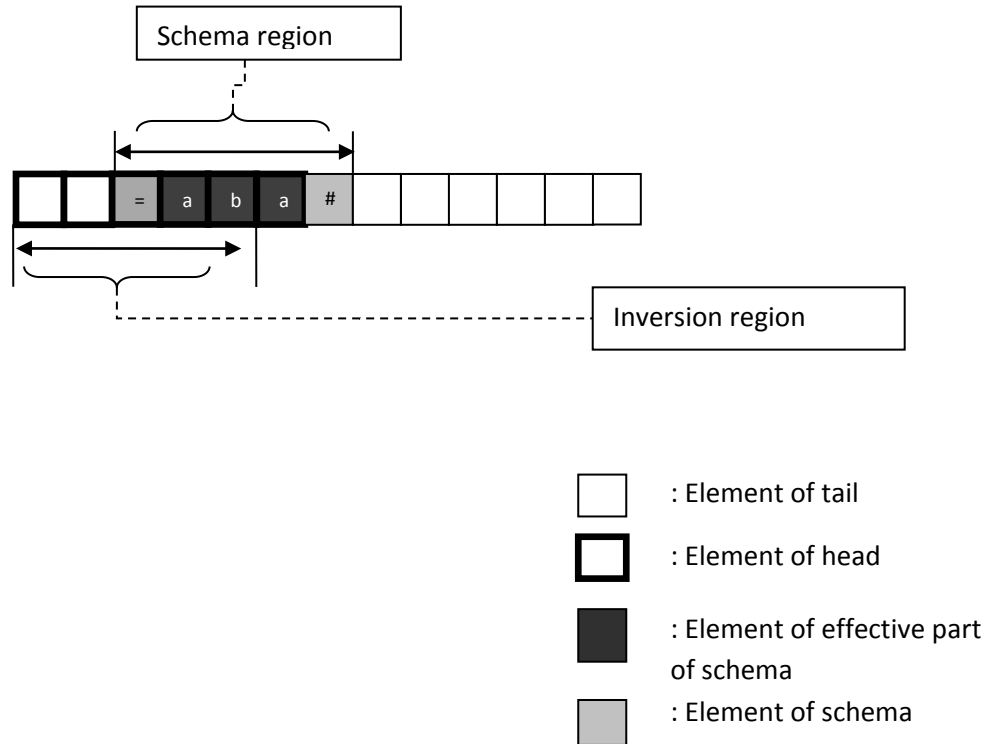 Schema region
= a b a #
Inversion region
: Element of tail
: Element of head
: Element of effective part
of schema
: Element of schema